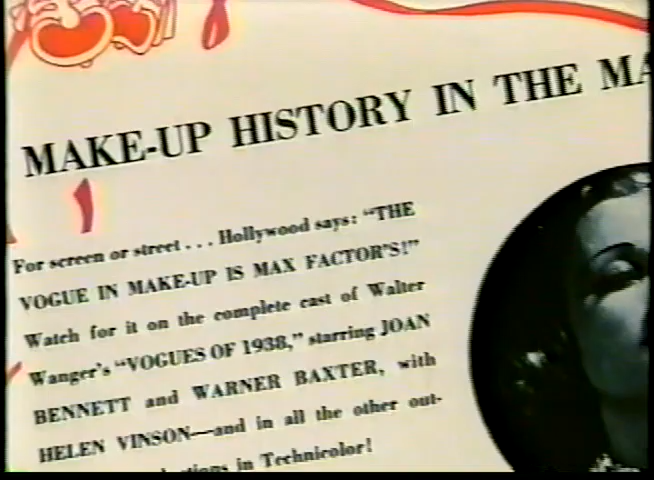 MAKE-UP HISTORY IN THE MA
For screen or street . . . Hollywood says: "THE
VOGUE IN MAKE-UP IS MAX FACTOR'S!"
Watch for it on the complete cast of Walter
Wanger's "VOGUES OF 1938," starring JOAN
BENNETT and WARNER BAXTER, with
HELEN VINSON—and in all the other out-
in Technicolor!